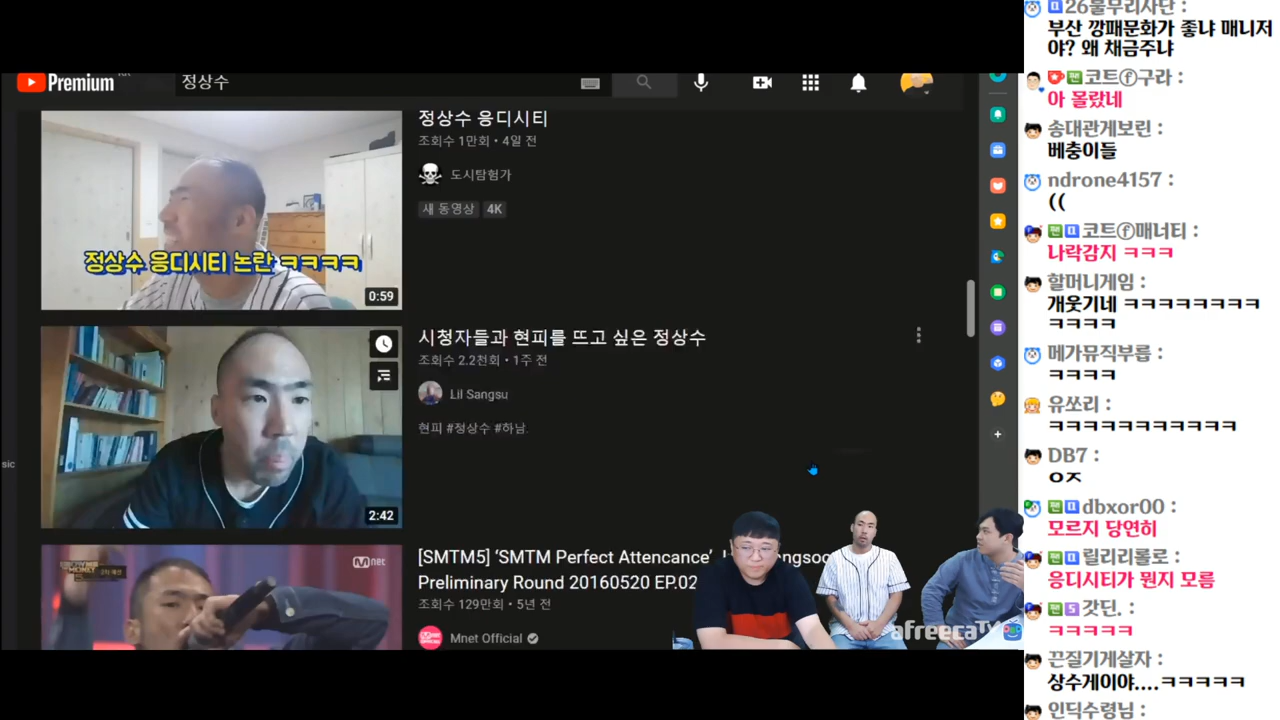 Premium
KR
정상수
정상수 응디시티
조회수 1만회 • 4일 전
도시탐험가
새 동영상 4K
정상수 응디시티 논란 ㅋㅋㅋㅋ
0:59
시청자들과 현피를 뜨고 싶은 정상수
조회수 2.2천회 • 1주 전
Lil Sangsu
현피 #정상수 #하남.
2:42
sic
[SMTM5] ‘SMTM Perfect Attencance’
Preliminary Round 20160520 EP.02
조회수 129만회 • 5년 전
Mnet Official
Mnet
afreecaTV
26불무리사단 :
부산 깡패문화가 좋냐 매니저
야? 왜 채금주냐
팬 코트ⓕ구라 :
아 몰랐네
송대관게보린 :
베충이들
ndrone4157 :
((
팬 코트ⓕ매너티 :
나락감지 ㅋㅋㅋ
할머니게임 :
개웃기네 ㅋㅋㅋㅋㅋㅋㅋㅋ
ㅋㅋㅋㅋ
메가뮤직부릅 :
ㅋㅋㅋㅋ
유쏘리 :
ㅋㅋㅋㅋㅋㅋㅋㅋㅋㅋㅋ
DB7 :
ㅇㅈ
팬 dbxor00 :
모르지 당연히
팬 릴리리롤로 :
응디시티가 뭔지 모름
팬 S 갓딘. :
ㅋㅋㅋㅋㅋ
끈질기게살자 :
상수게이야....ㅋㅋㅋㅋㅋ
인딕수령님 :